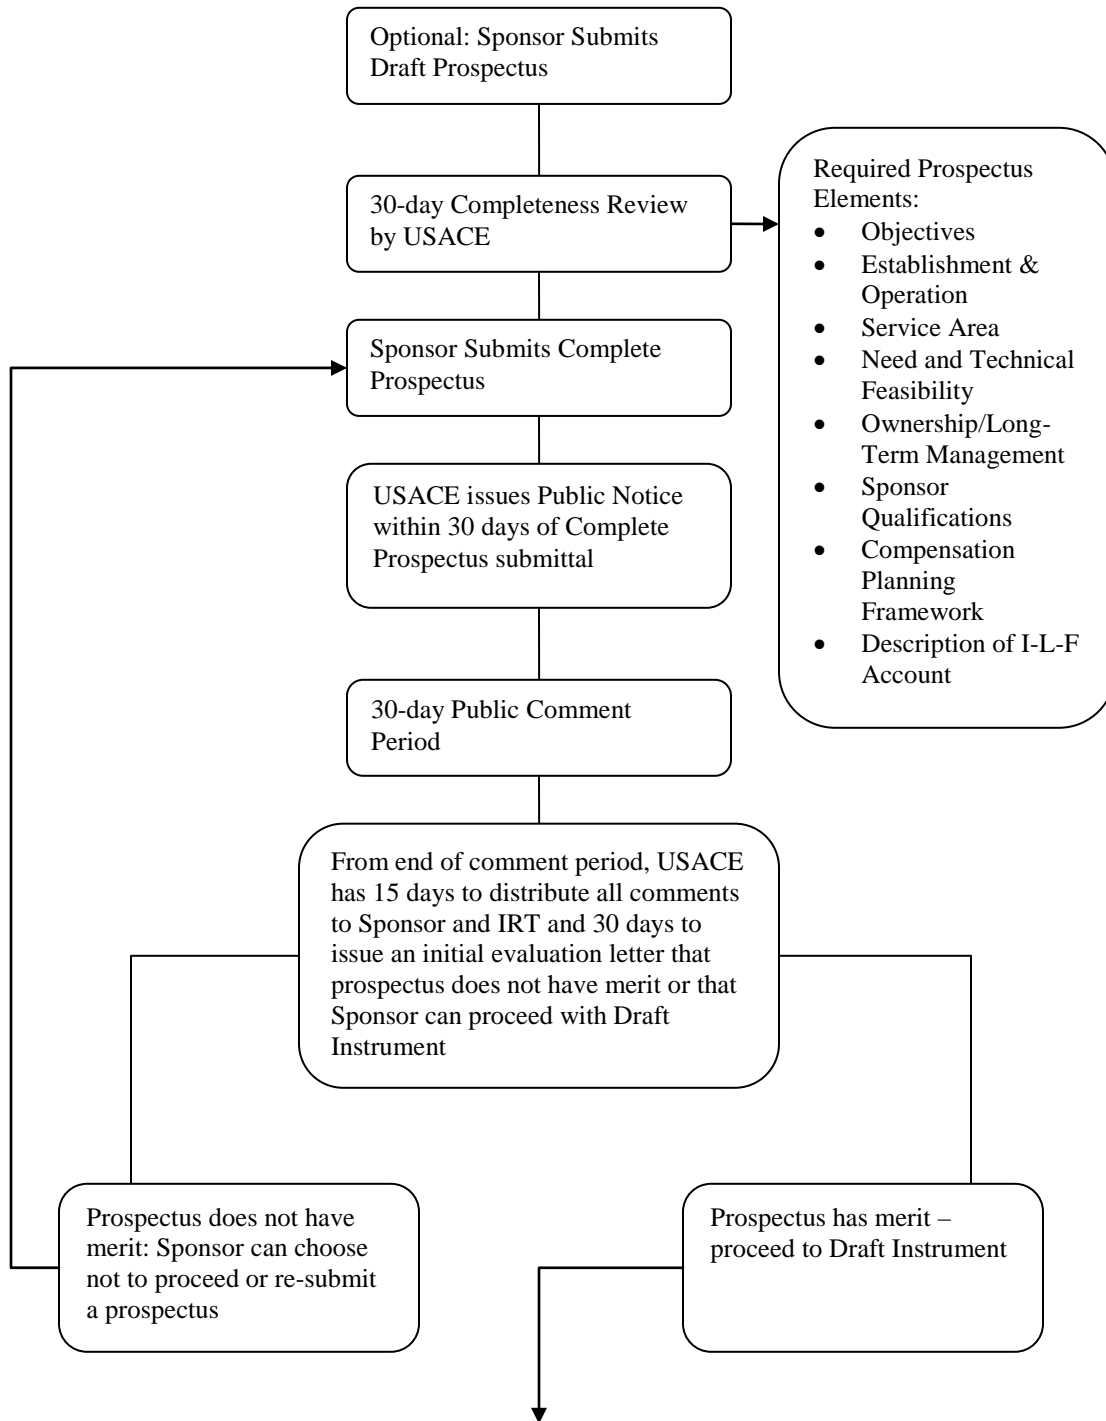 Optional: Sponsor Submits
Draft Prospectus
30-day Completeness Review
by USACE
Required Prospectus
Elements:
• Objectives
• Establishment &
Operation
• Service Area
• Need and Technical
Feasibility
• Ownership/Long-
Term Management
• Sponsor
Qualifications
• Compensation
Planning
Framework
• Description of I-L-F
Account
Sponsor Submits Complete
Prospectus
USACE issues Public Notice
within 30 days of Complete
Prospectus submittal
30-day Public Comment
Period
From end of comment period, USACE
has 15 days to distribute all comments
to Sponsor and IRT and 30 days to
issue an initial evaluation letter that
prospectus does not have merit or that
Sponsor can proceed with Draft
Instrument
Prospectus does not have
merit: Sponsor can choose
not to proceed or re-submit
a prospectus
Prospectus has merit –
proceed to Draft Instrument